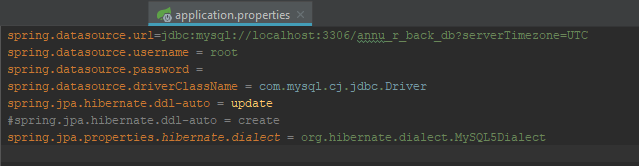 application.properties
spring.datasource.url=jdbc:mysql://localhost:3306/annu_r_back_db?serverTimezone=UTC
spring.datasource.username = root
spring.datasource.password =
spring.datasource.driverClassName = com.mysql.cj.jdbc.Driver
spring.jpa.hibernate.ddl-auto = update
#spring.jpa.hibernate.ddl-auto = create
spring.jpa.properties.hibernate.dialect = org.hibernate.dialect.MySQL5Dialect